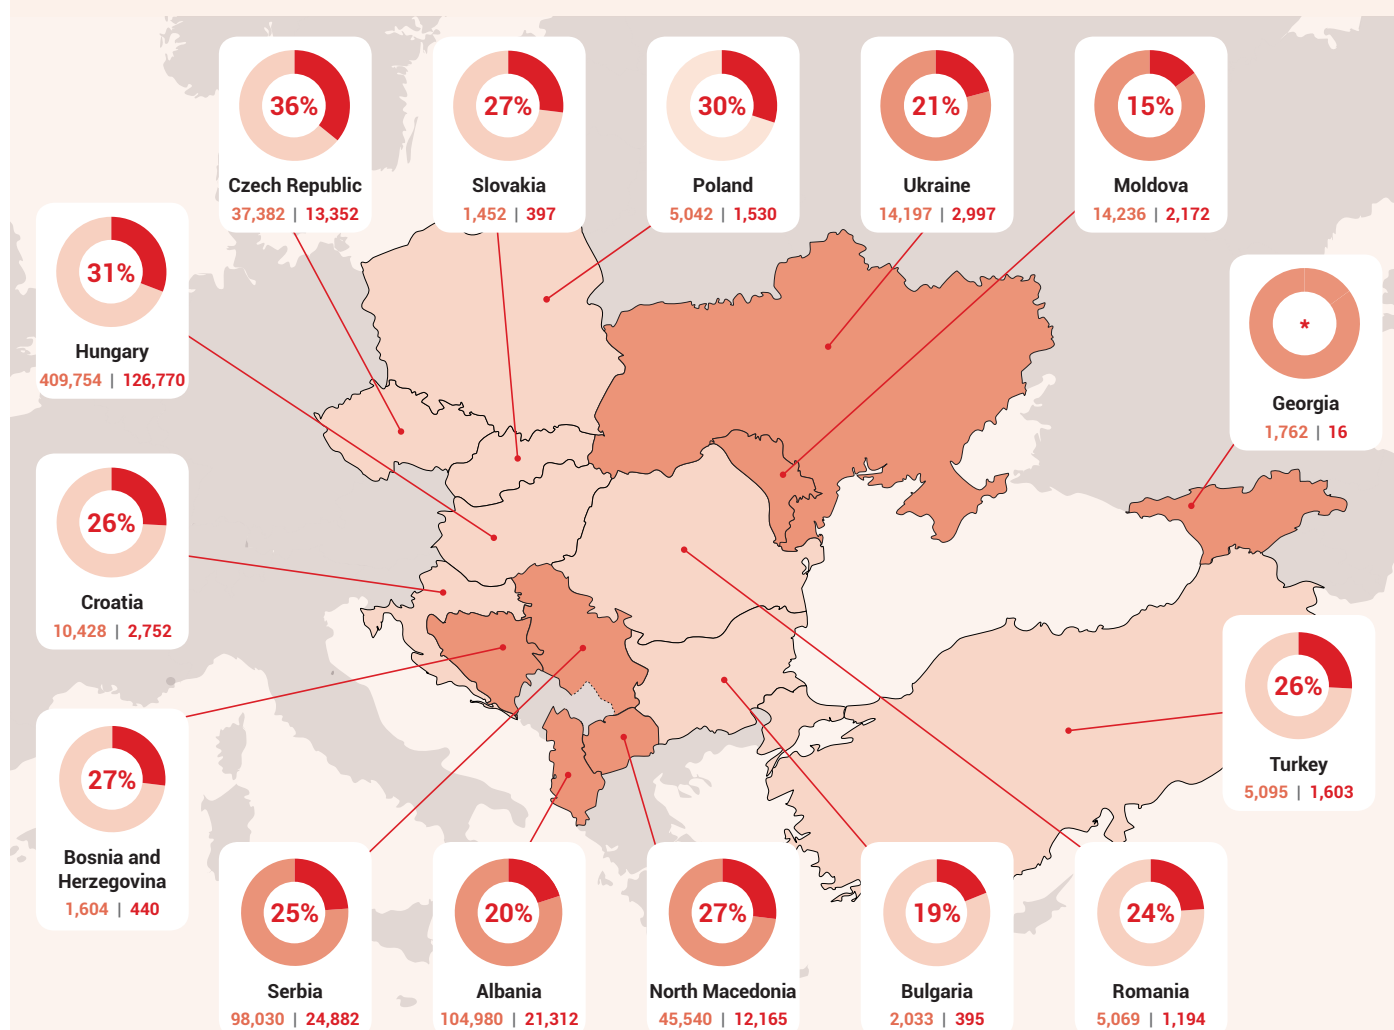 36%
Czech Republic
37,382 | 13,352
27%
Slovakia
1,452 | 397
30%
Poland
5,042 | 1,530
21%
Ukraine
14,197 | 2,997
15%
Moldova
14,236 | 2,172
31%
Hungary
409,754 | 126,770
*
Georgia
1,762 | 16
26%
Croatia
10,428 | 2,752
26%
Turkey
5,095 | 1,603
27%
Bosnia and
Herzegovina
1,604 | 440
25%
Serbia
98,030 | 24,882
20%
Albania
104,980 | 21,312
27%
North Macedonia
45,540 | 12,165
19%
Bulgaria
2,033 | 395
24%
Romania
5,069 | 1,194